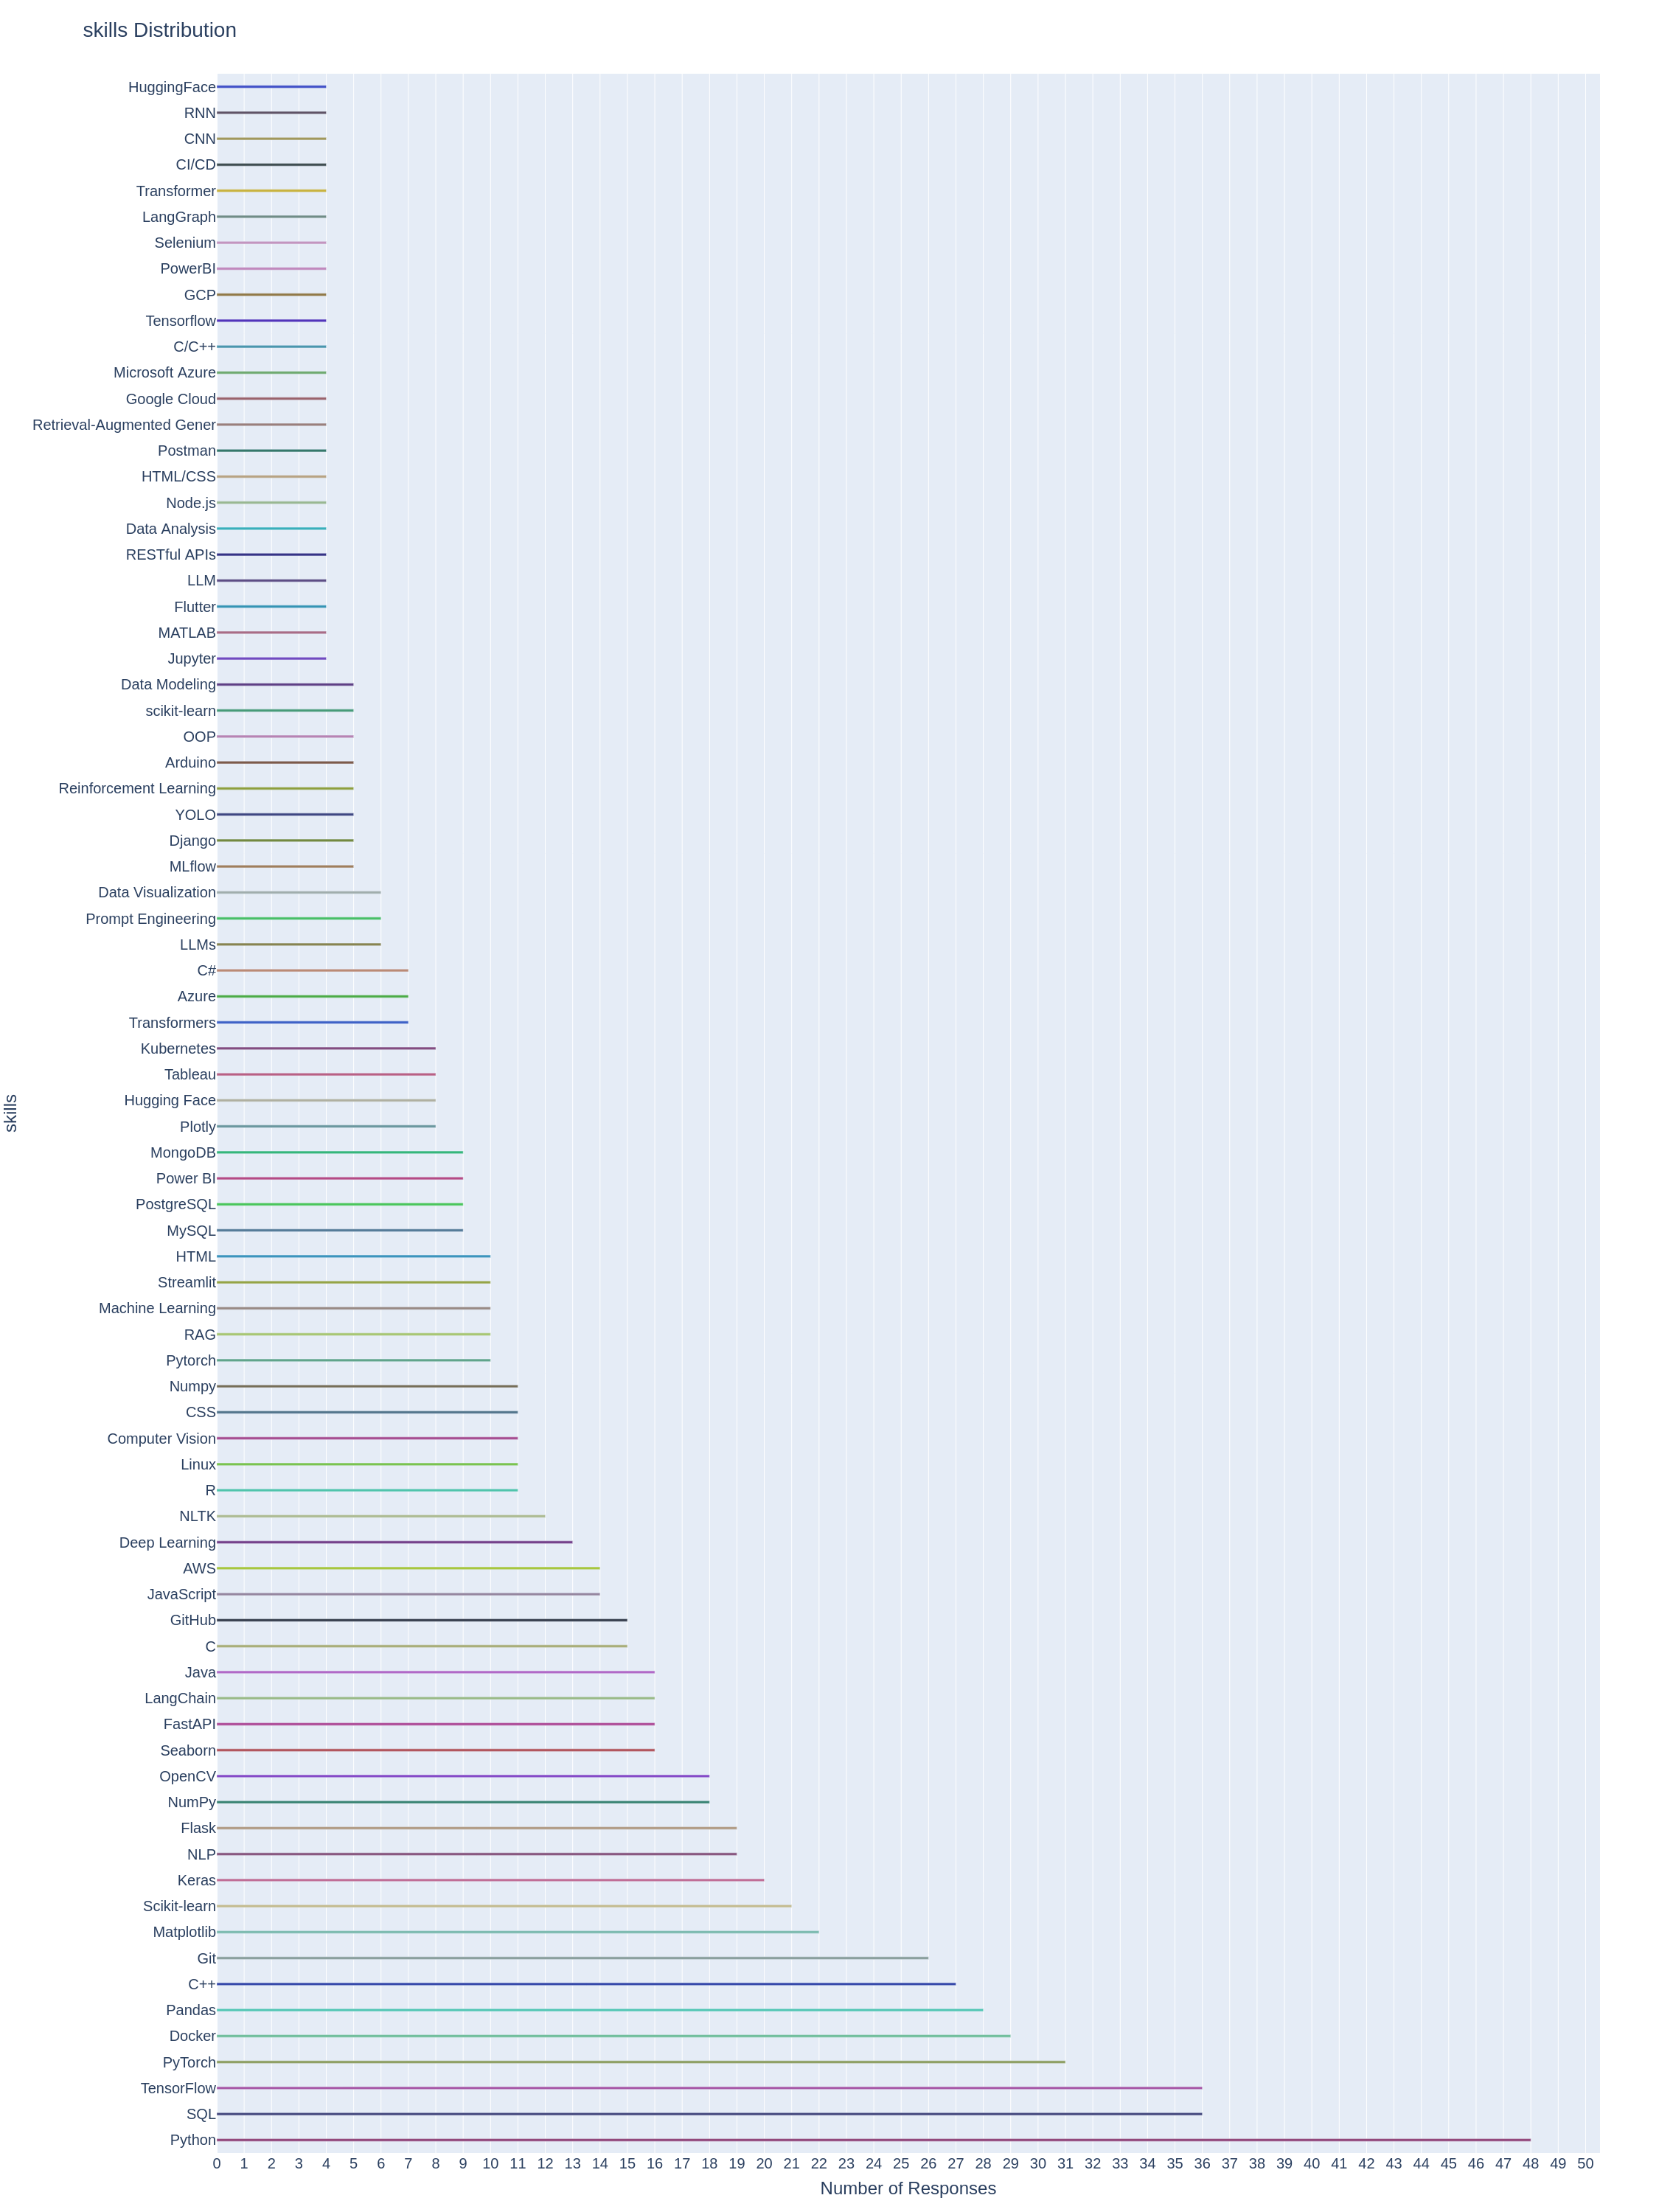 skills Distribution
HuggingFace
RNN
CNN
CI/CD
Transformer
LangGraph
Selenium
PowerBI
GCP
Tensorflow
C/C++
Microsoft Azure
Google Cloud
Retrieval-Augmented Gener
Postman
HTML/CSS
Node.js
Data Analysis
RESTful APIs
LLM
Flutter
MATLAB
Jupyter
Data Modeling
scikit-learn
OOP
Arduino
Reinforcement Learning
YOLO
Django
MLflow
Data Visualization
Prompt Engineering
LLMs
C#
Azure
Transformers
Kubernetes
Tableau
Hugging Face
Plotly
MongoDB
Power BI
PostgreSQL
MySQL
HTML
Streamlit
Machine Learning
RAG
Pytorch
Numpy
CSS
Computer Vision
Linux
R
NLTK
Deep Learning
AWS
JavaScript
GitHub
C
Java
LangChain
FastAPI
Seaborn
OpenCV
NumPy
Flask
NLP
Keras
Scikit-learn
Matplotlib
Git
C++
Pandas
Docker
PyTorch
TensorFlow
SQL
Python
skills
0 1 2 3 4 5 6 7 8 9 10 11 12 13 14 15 16 17 18 19 20 21 22 23 24 25 26 27 28 29 30 31 32 33 34 35 36 37 38 39 40 41 42 43 44 45 46 47 48 49 50
Number of Responses